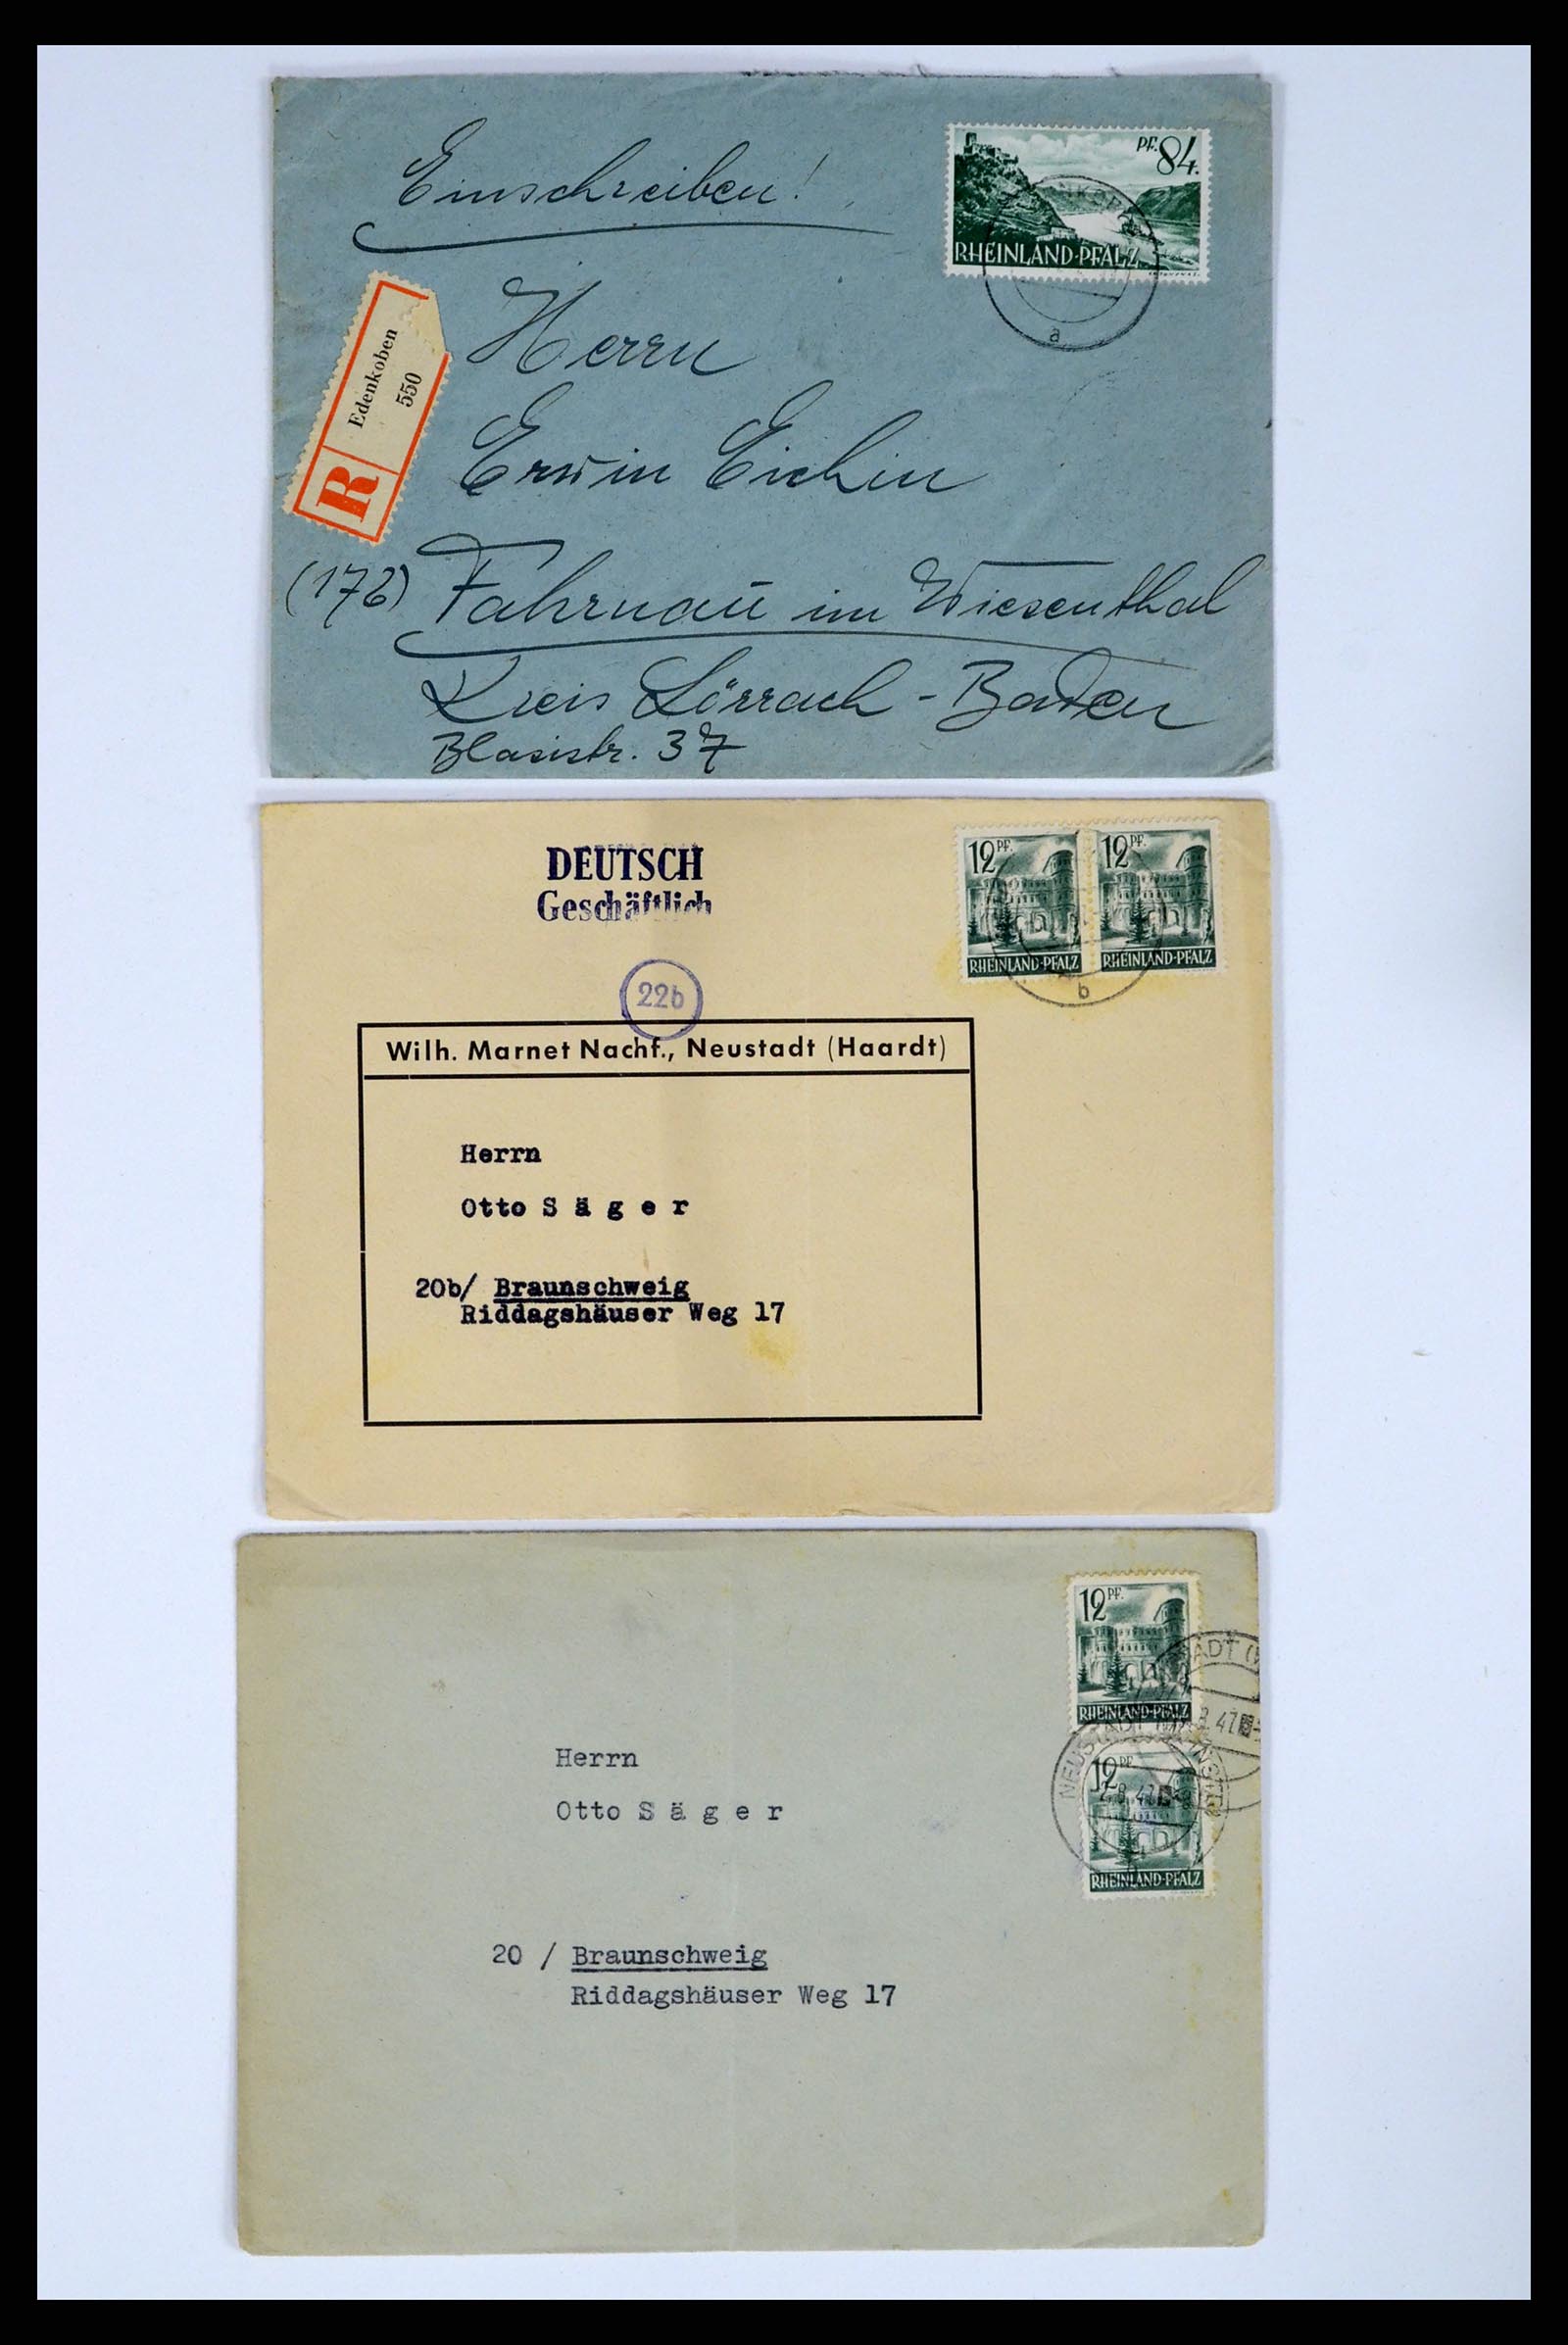 Einschreiben!
PF. 84.
RHEINLAND-PFALZ
a
R Edenkoben
550
Herrn
Erwin Eichin
(17b) Fahrnau im Wiesenthal
Kreis Lörrach - Baden
Blasistr. 37
DEUTSCH
Geschäftlich
12 PF.
RHEINLAND-PFALZ
12 PF.
RHEINLAND-PFALZ
b
22b
Wilh. Marnet Nachf., Neustadt (Haardt)
Herrn
Otto S ä g e r
20b/ Braunschweig
Riddagshäuser Weg 17
12 PF.
RHEINLAND-PFALZ
12 PF.
RHEINLAND-PFALZ
Herrn
Otto S ä g e r
20 / Braunschweig
Riddagshäuser Weg 17